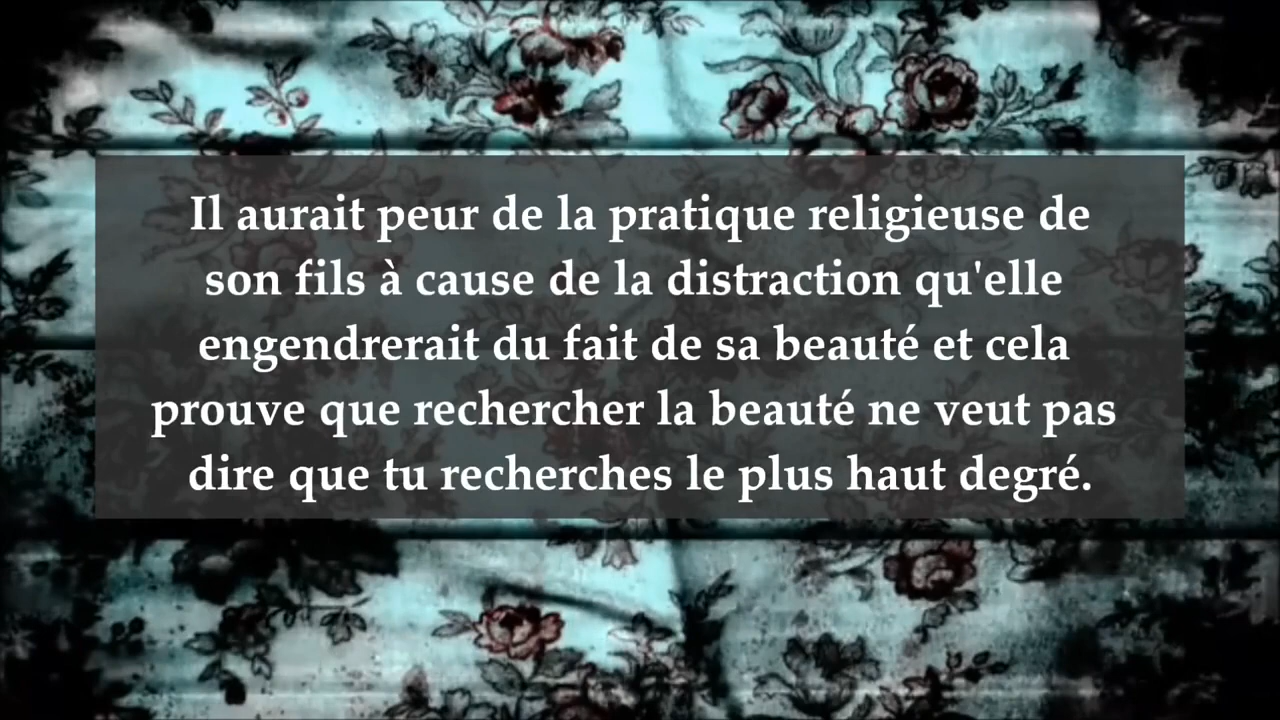 Il aurait peur de la pratique religieuse de
son fils à cause de la distraction qu'elle
engendrerait du fait de sa beauté et cela
prouve que rechercher la beauté ne veut pas
dire que tu recherches le plus haut degré.